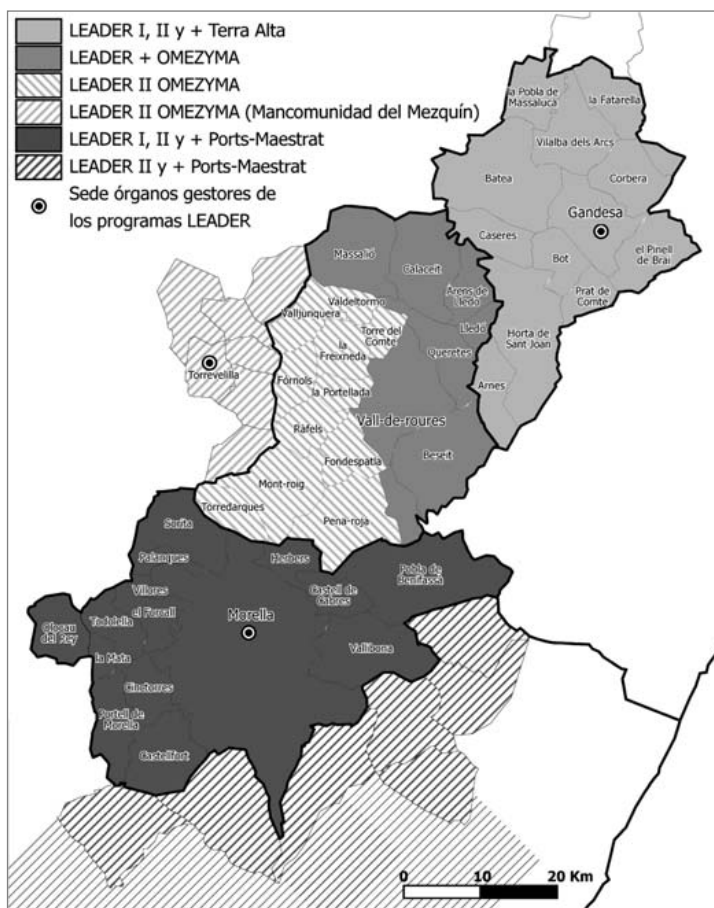 LEADER I, II y + Terra Alta
LEADER + OMEZYMA
LEADER II OMEZYMA
LEADER II OMEZYMA (Mancomunidad del Mezquín)
LEADER I, II y + Ports-Maestrat
LEADER II y + Ports-Maestrat
Sede órganos gestores de
los programas LEADER
la Pobla de
Massaluca
la Fatarella
Vilalba dels Arcs
Batea
Corbera
Gandesa
Caseres
Bot
el Pinell
de Brai
Prat de
Comte
Horta de
Sant Joan
Arnes
Massalió
Calaceit
Arens de
Lledó
Valldeltormo
Valljunquera
Torre del
Comte
Lledó
la
Freixneda
Queretes
Torrevelilla
Fórnols
la Portellada
Vall-de-roures
Ràfels
Fondespatla
Beseit
Mont-roig
Torredarques
Pena-roja
Sorita
Palanques
Herbers
Pobla de
Benifassà
Villores
Castell de
Cabres
el Forcall
Todolella
Morella
Olocau
del Rey
Vallibona
la Mata
Cinctorres
Portell de
Morella
Castellfort
0 10 20 Km